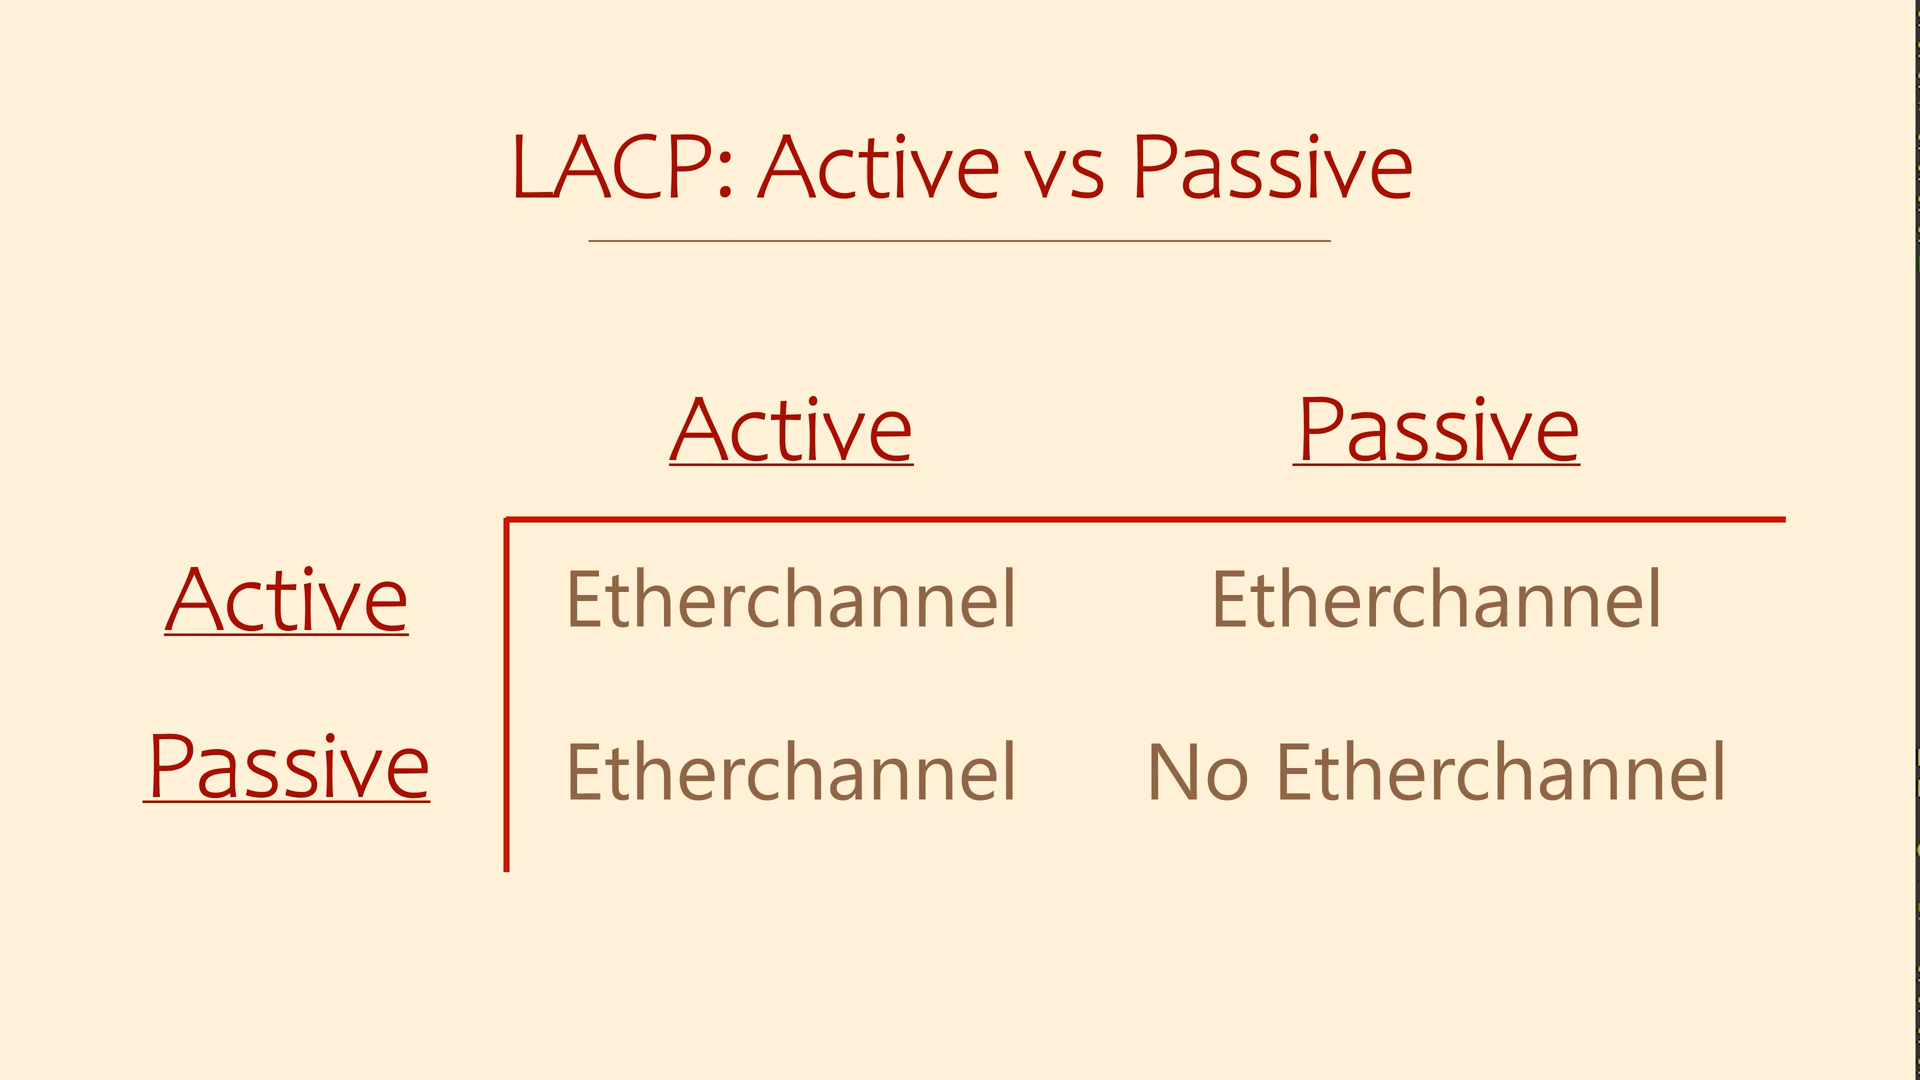 LACP: Active vs Passive
Active Passive
Active Etherchannel Etherchannel
Passive Etherchannel No Etherchannel